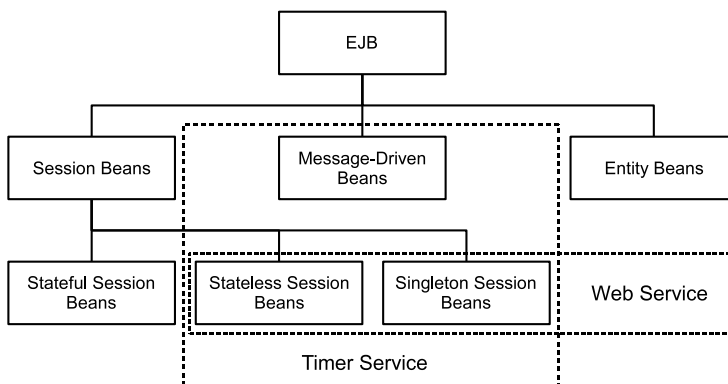 EJB
Session Beans
Message-Driven
Beans
Entity Beans
Stateful Session
Beans
Stateless Session
Beans
Singleton Session
Beans
Web Service
Timer Service